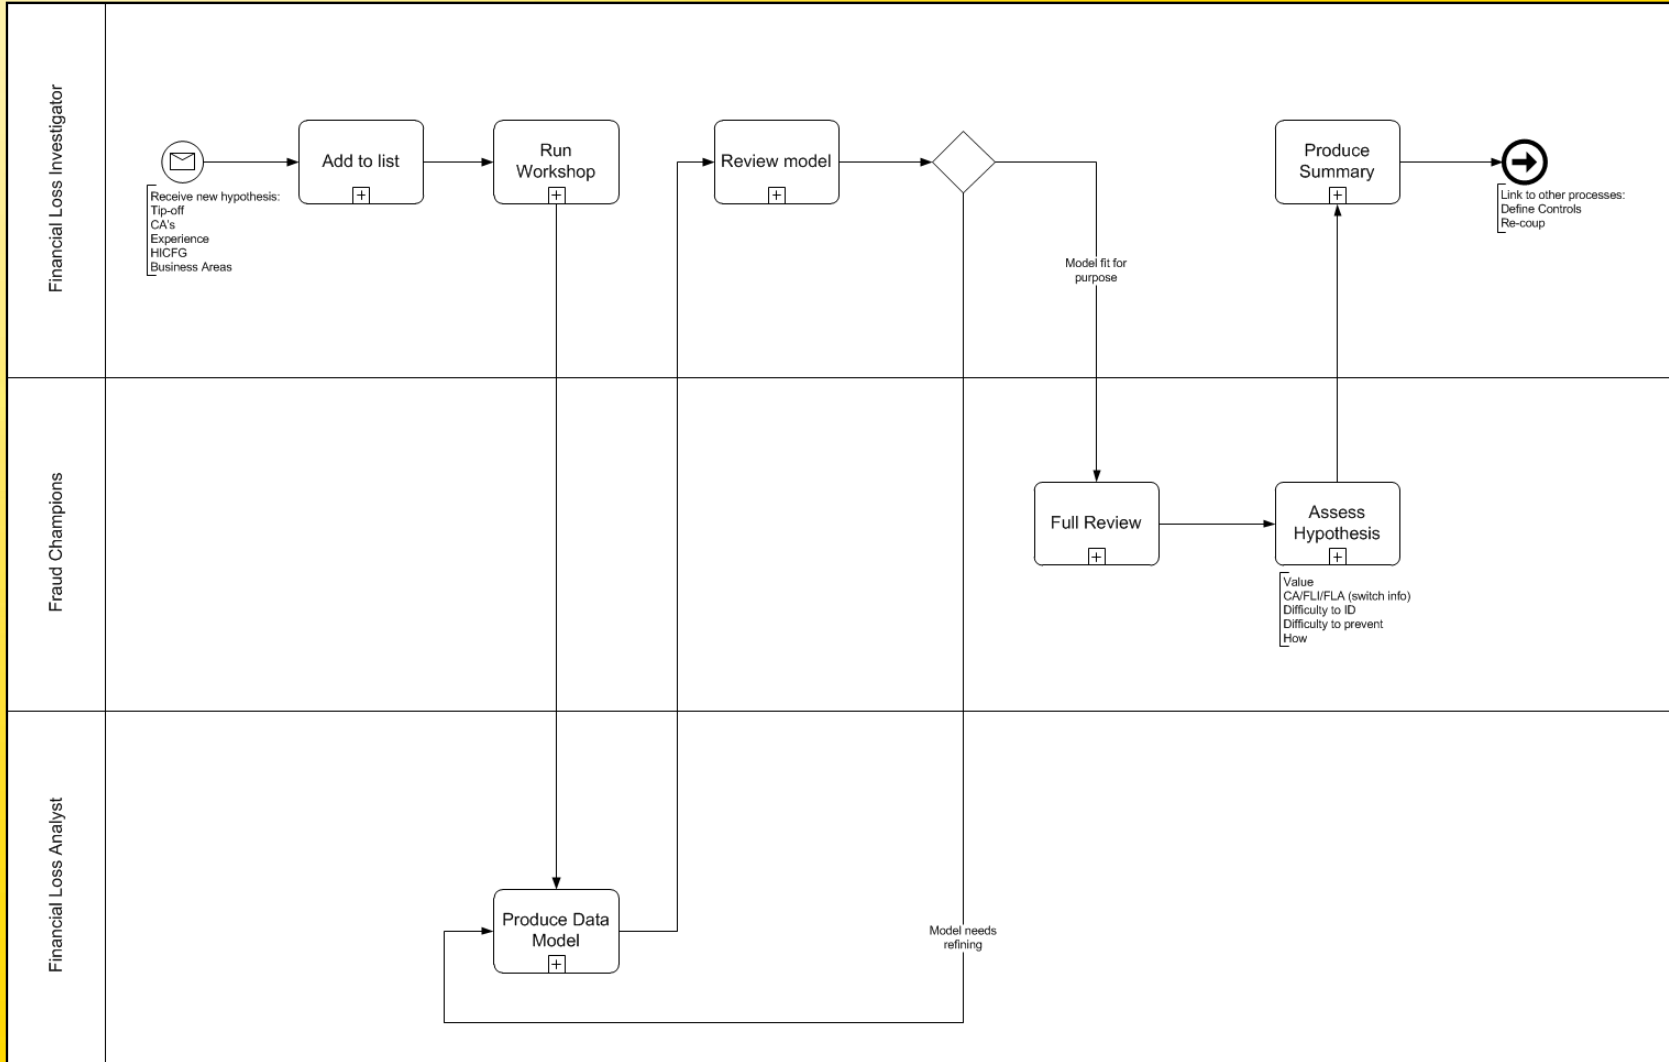 Financial Loss Investigator
Add to list
Run
Workshop
Review model
Produce
Summary
Receive new hypothesis:
Tip-off
CA's
Experience
HICFG
Business Areas
Link to other processes:
Define Controls
Re-coup
Model fit for
purpose
Fraud Champions
Full Review
Assess
Hypothesis
Value
CA/FLI/FLA (switch info)
Difficulty to ID
Difficulty to prevent
How
Financial Loss Analyst
Produce Data
Model
Model needs
refining